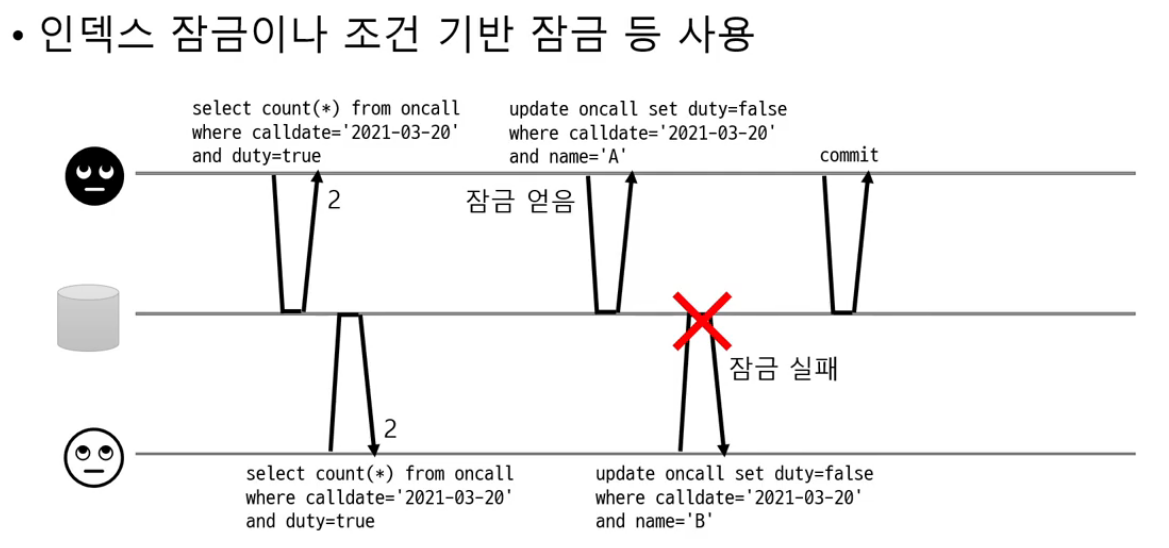 • 인덱스 잠금이나 조건 기반 잠금 등 사용
select count(*) from oncall
where calldate='2021-03-20'
and duty=true
update oncall set duty=false
where calldate='2021-03-20'
and name='A'
commit
2
잠금 얻음
잠금 실패
2
select count(*) from oncall
where calldate='2021-03-20'
and duty=true
update oncall set duty=false
where calldate='2021-03-20'
and name='B'